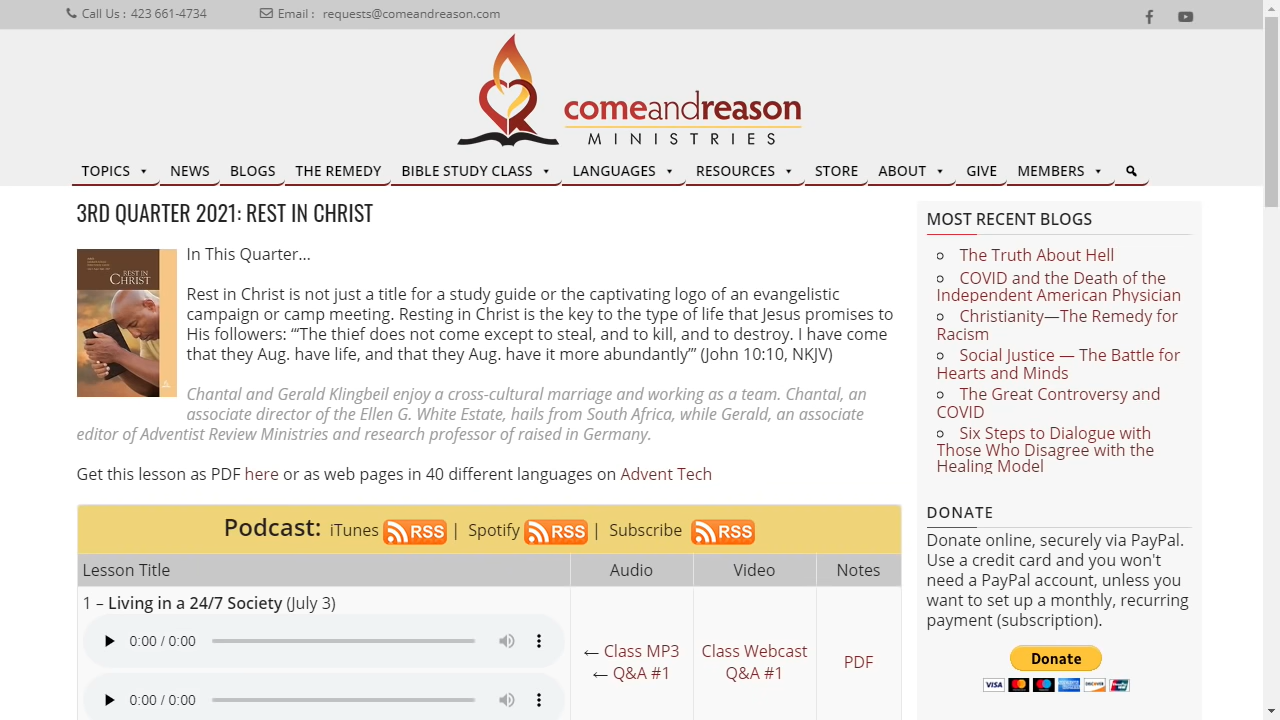 Call Us : 423 661-4734
Email : requests@comeandreason.com
comeandreason
MINISTRIES
TOPICS NEWS BLOGS THE REMEDY BIBLE STUDY CLASS LANGUAGES RESOURCES STORE ABOUT GIVE MEMBERS
3RD QUARTER 2021: REST IN CHRIST
REST IN
CHRIST
In This Quarter…
Rest in Christ is not just a title for a study guide or the captivating logo of an evangelistic
campaign or camp meeting. Resting in Christ is the key to the type of life that Jesus promises to
His followers: “‘The thief does not come except to steal, and to kill, and to destroy. I have come
that they Aug. have life, and that they Aug. have it more abundantly’” (John 10:10, NKJV)
Chantal and Gerald Klingbeil enjoy a cross-cultural marriage and working as a team. Chantal, an
associate director of the Ellen G. White Estate, hails from South Africa, while Gerald, an associate
editor of Adventist Review Ministries and research professor of raised in Germany.
Get this lesson as PDF here or as web pages in 40 different languages on Advent Tech
Podcast: iTunes RSS | Spotify RSS | Subscribe RSS
Lesson Title Audio Video Notes
1 – Living in a 24/7 Society (July 3)
0:00 / 0:00
0:00 / 0:00
← Class MP3
← Q&A #1
Class Webcast
Q&A #1
PDF
MOST RECENT BLOGS
The Truth About Hell
COVID and the Death of the
Independent American Physician
Christianity—The Remedy for
Racism
Social Justice — The Battle for
Hearts and Minds
The Great Controversy and
COVID
Six Steps to Dialogue with
Those Who Disagree with the
Healing Model
DONATE
Donate online, securely via PayPal.
Use a credit card and you won't
need a PayPal account, unless you
want to set up a monthly, recurring
payment (subscription).
Donate
VISA